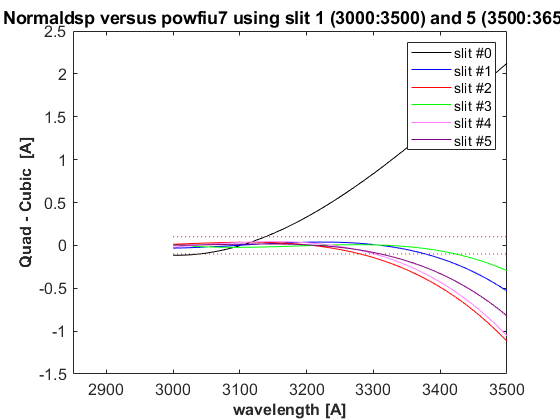 Normaldsp versus powfiu7 using slit 1 (3000:3500) and 5 (3500:365
2.5
2
1.5
1
0.5
0
-0.5
-1
-1.5
Quad - Cubic [A]
slit #0
slit #1
slit #2
slit #3
slit #4
slit #5
2900 3000 3100 3200 3300 3400 3500
wavelength [A]